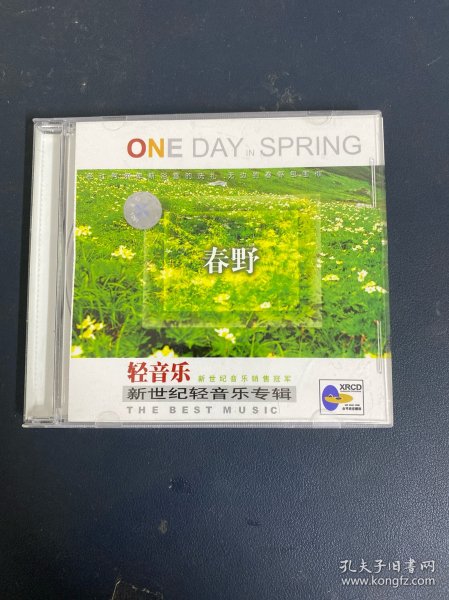 ONE DAY IN SPRING
春野
轻音乐
新世纪音乐销售冠军
新世纪轻音乐专辑
THE BEST MUSIC
XRCD
孔夫子旧书网
www.kongfz.com